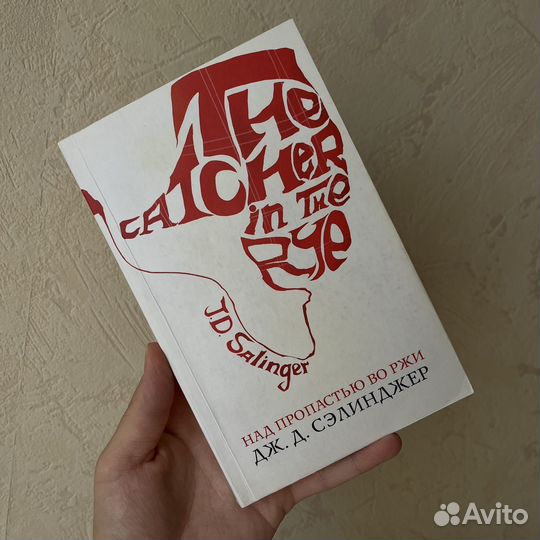 THE
CATCHER
in THE
Rye
J.D. Salinger
НАД ПРОПАСТЬЮ ВО РЖИ
ДЖ. Д. СЭЛИНДЖЕР
Avito